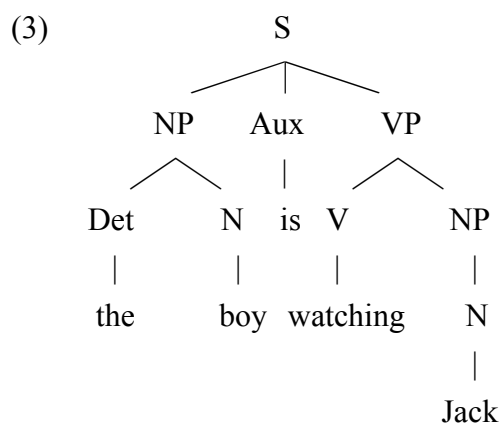 (3) S
NP Aux VP
Det N is V NP
the boy watching N
Jack